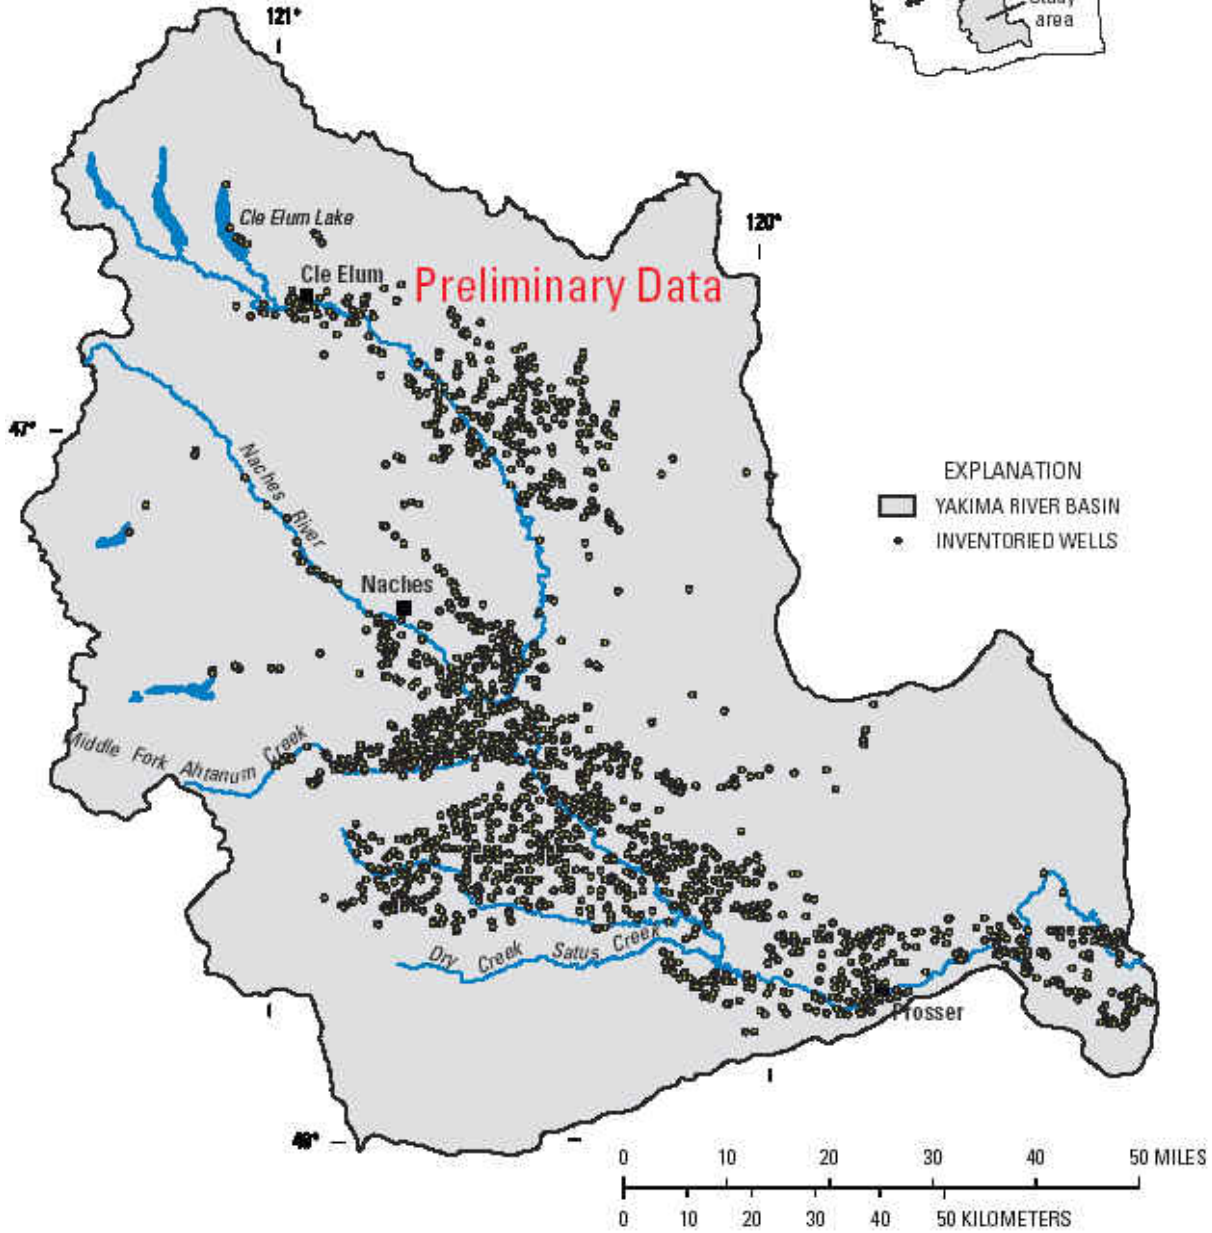 121°
Study
area
120°
Cle Elum Lake
Cle Elum
Preliminary Data
47°
Naches River
EXPLANATION
YAKIMA RIVER BASIN
INVENTORIED WELLS
Naches
Middle Fork Ahtanum Creek
Dry Creek Satus Creek
Prosser
46°
0 10 20 30 40 50 MILES
0 10 20 30 40 50 KILOMETERS